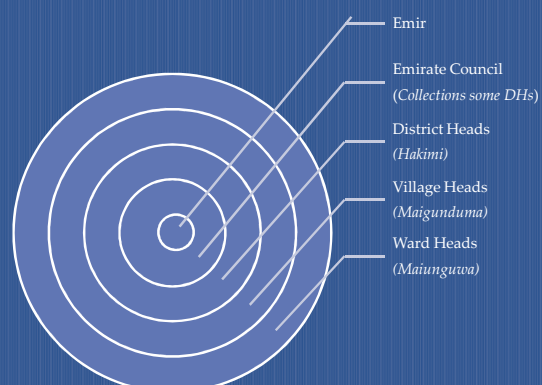 Emir
Emirate Council
(Collections some DHs)
District Heads
(Hakimi)
Village Heads
(Maigunduma)
Ward Heads
(Maiunguwa)